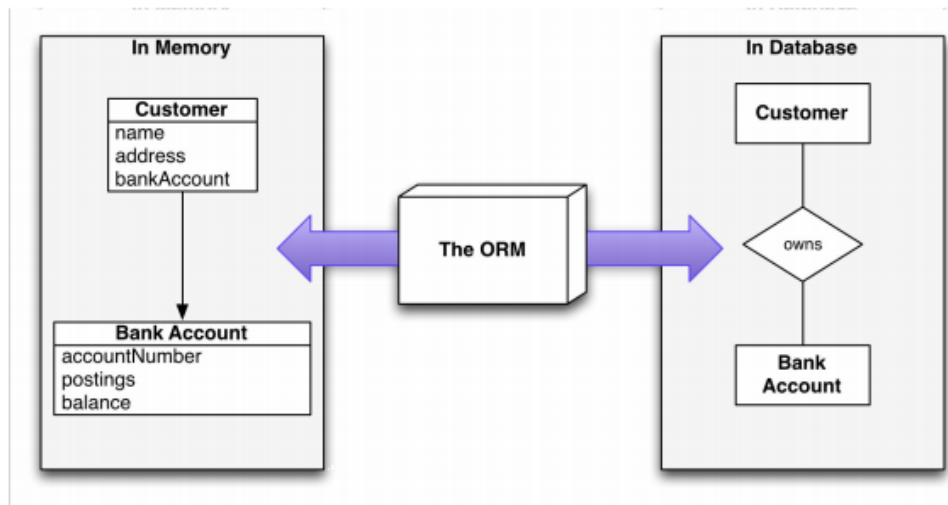 In Memory
Customer
name
address
bankAccount
Bank Account
accountNumber
postings
balance
The ORM
In Database
Customer
owns
Bank
Account